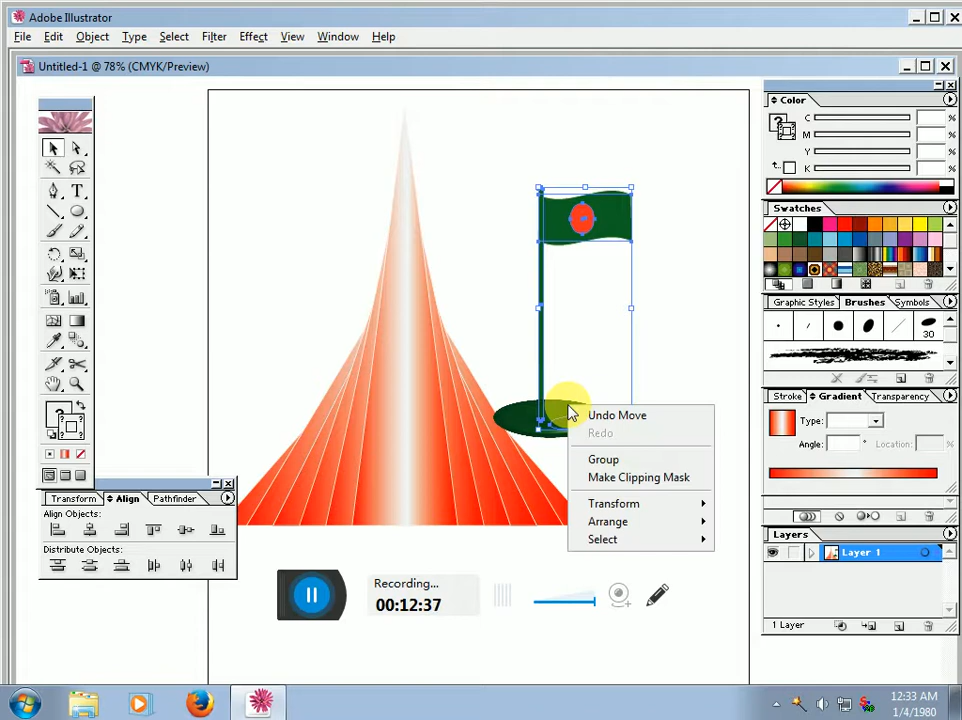 Adobe Illustrator
File Edit Object Type Select Filter Effect View Window Help
Untitled-1 @ 78% (CMYK/Preview)
Color
C %
M %
Y %
K %
Swatches
Graphic Styles Brushes Symbols
30
Stroke Gradient Transparency
Type:
Angle: Location: %
Layers
Layer 1
1 Layer
T
Transform Align Pathfinder
Align Objects:
Distribute Objects:
Undo Move
Redo
Group
Make Clipping Mask
Transform
Arrange
Select
Recording...
00:12:37
12:33 AM
1/4/1980